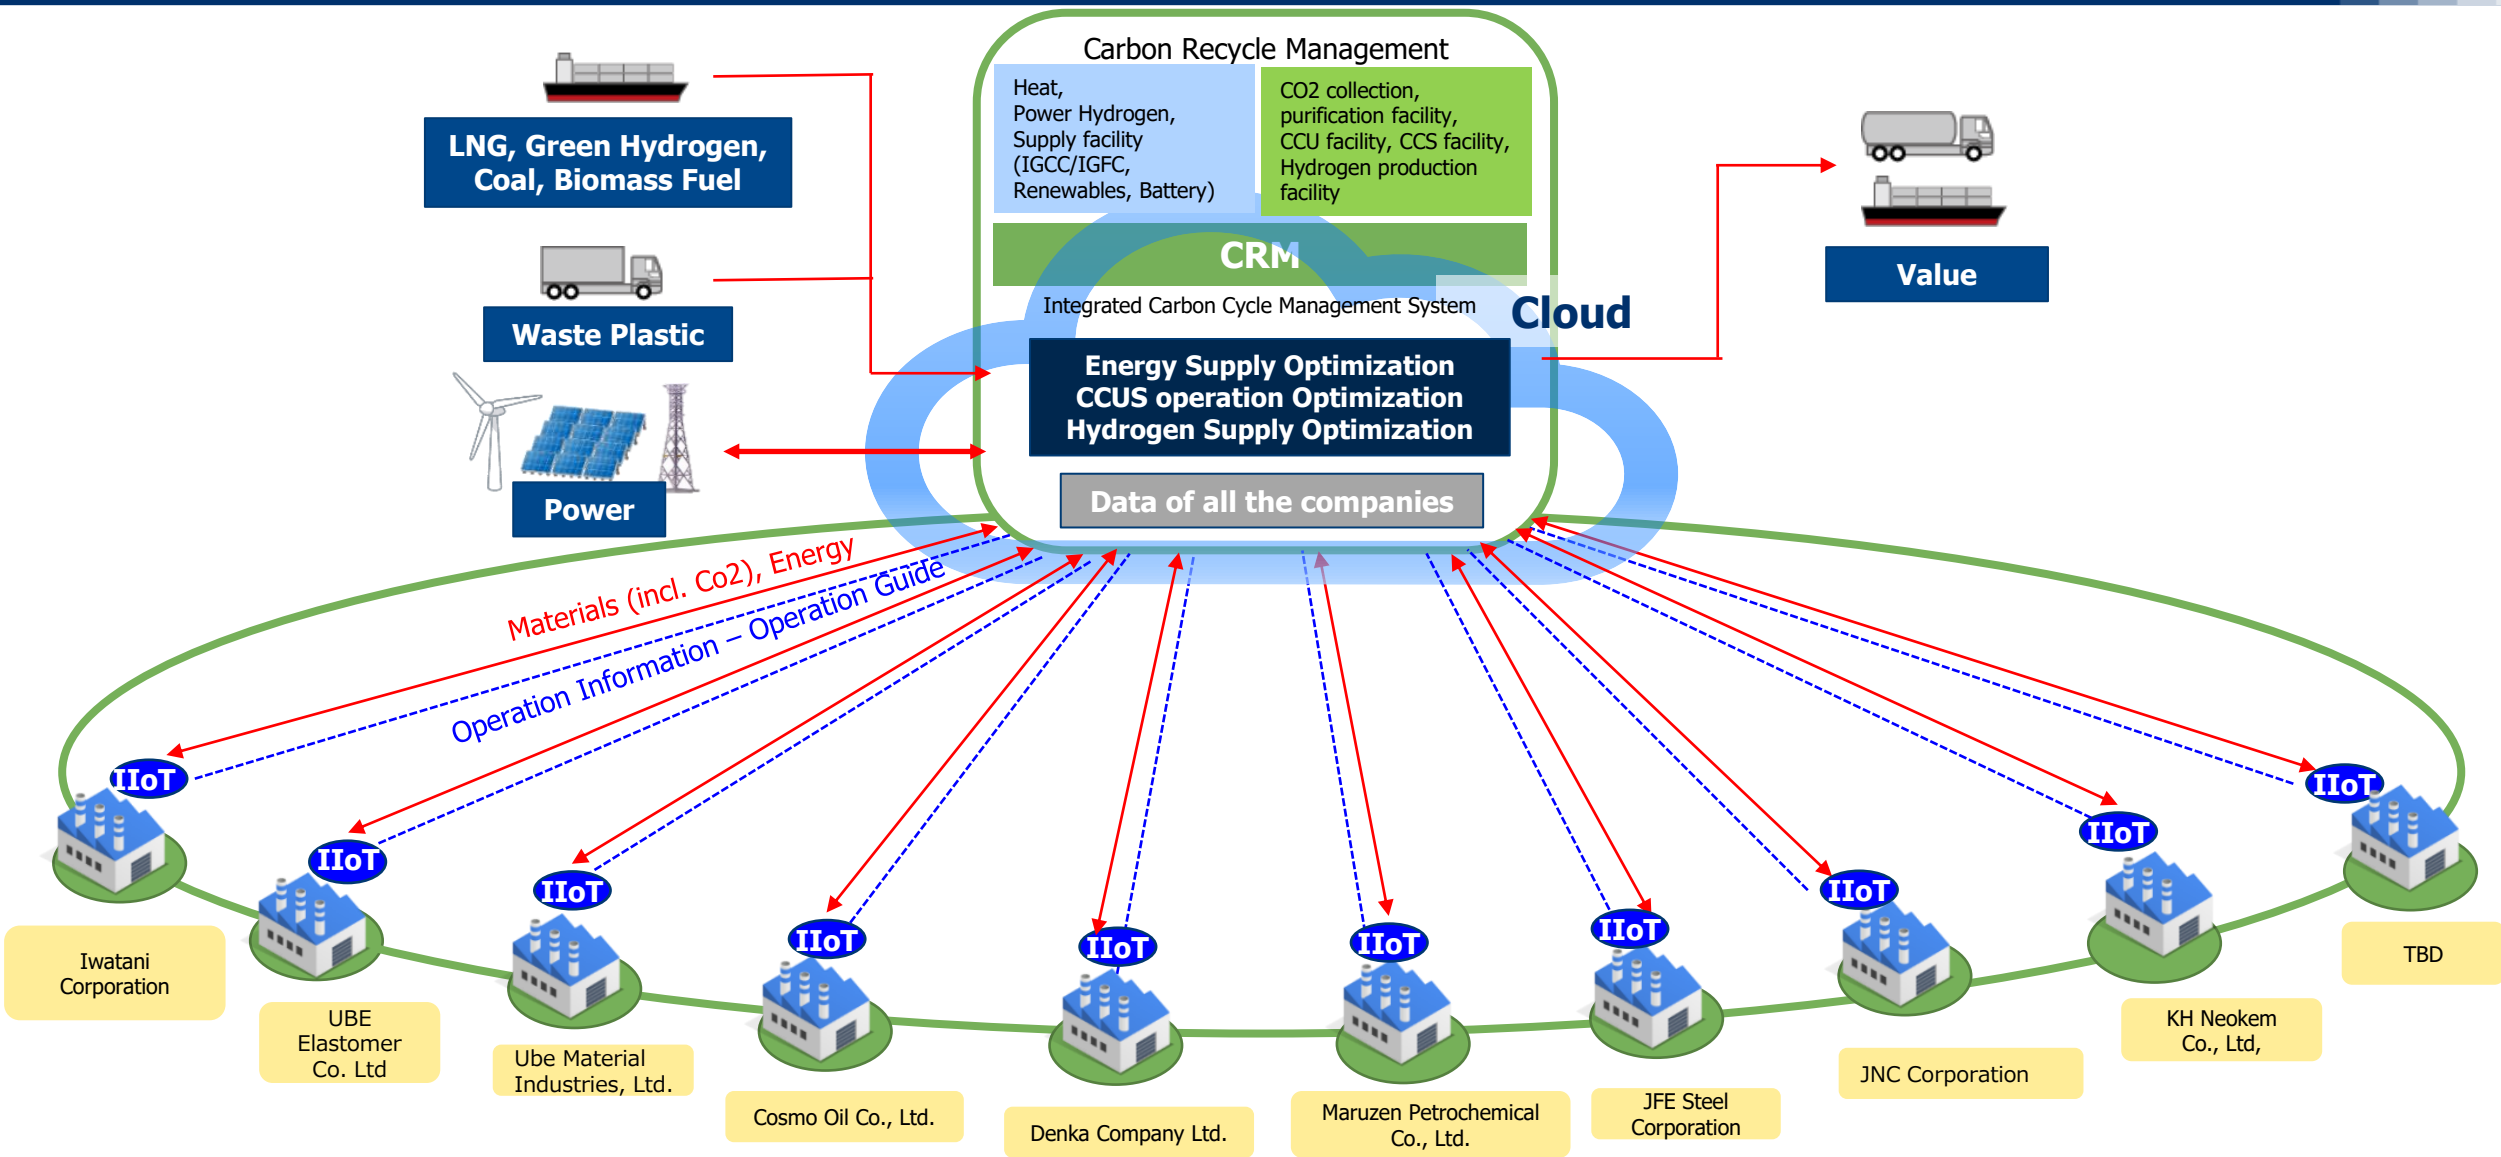 Carbon Recycle Management
Heat,
Power Hydrogen,
Supply facility
(IGCC/IGFC,
Renewables, Battery)
CO2 collection,
purification facility,
CCU facility, CCS facility,
Hydrogen production
facility
LNG, Green Hydrogen,
Coal, Biomass Fuel
CRM
Value
Integrated Carbon Cycle Management System
Cloud
Waste Plastic
Energy Supply Optimization
CCUS operation Optimization
Hydrogen Supply Optimization
Power
Data of all the companies
Materials (incl. Co2), Energy
Operation Information – Operation Guide
IIoT
IIoT
IIoT
IIoT
IIoT
IIoT
IIoT
IIoT
IIoT
IIoT
Iwatani
Corporation
UBE
Elastomer
Co. Ltd
Ube Material
Industries, Ltd.
Cosmo Oil Co., Ltd.
Denka Company Ltd.
Maruzen Petrochemical
Co., Ltd.
JFE Steel
Corporation
JNC Corporation
KH Neokem
Co., Ltd,
TBD